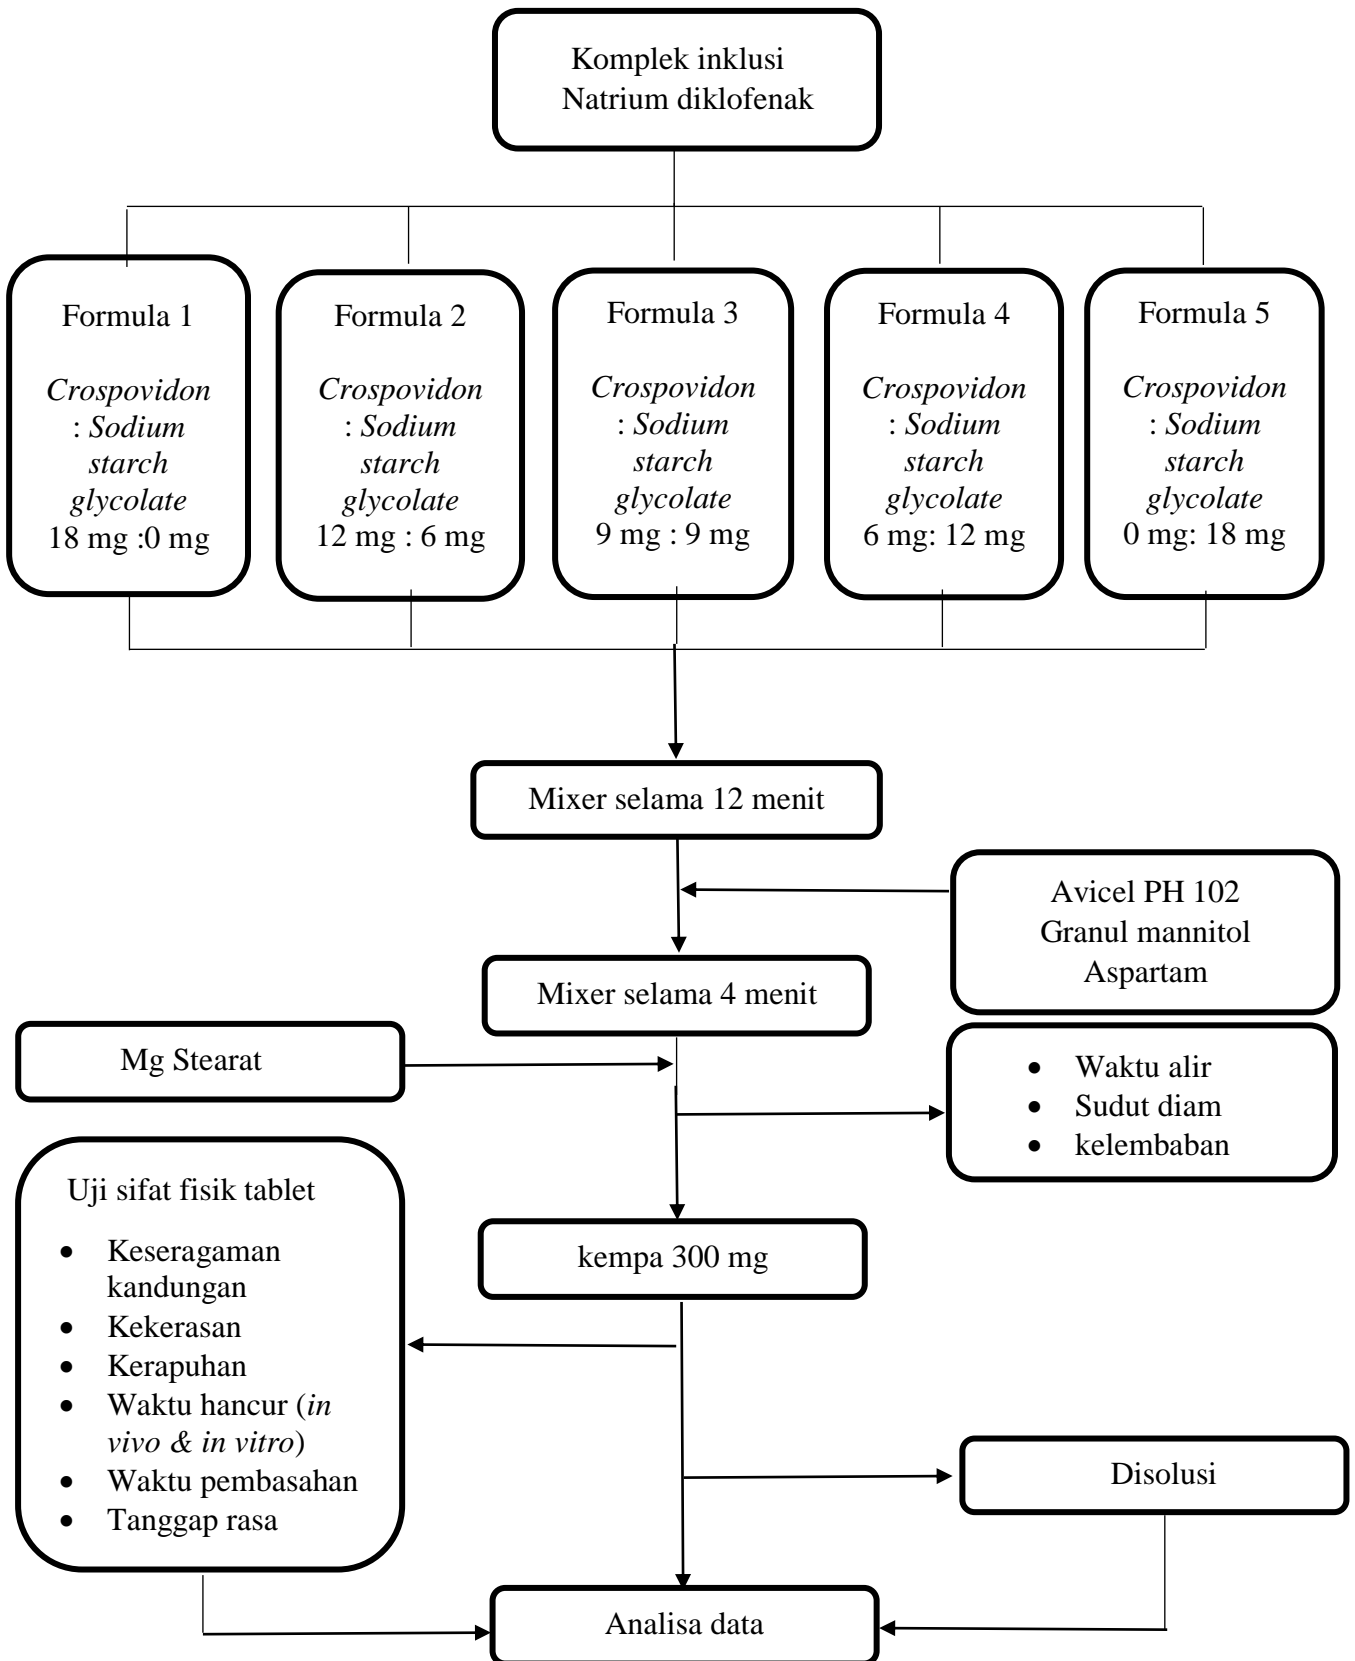 Komplek inklusi
Natrium diklofenak
Formula 1
Crospovidon
: Sodium
starch
glycolate
18 mg :0 mg
Formula 2
Crospovidon
: Sodium
starch
glycolate
12 mg : 6 mg
Formula 3
Crospovidon
: Sodium
starch
glycolate
9 mg : 9 mg
Formula 4
Crospovidon
: Sodium
starch
glycolate
6 mg: 12 mg
Formula 5
Crospovidon
: Sodium
starch
glycolate
0 mg: 18 mg
Mixer selama 12 menit
Avicel PH 102
Granul mannitol
Aspartam
Mixer selama 4 menit
Mg Stearat
• Waktu alir
• Sudut diam
• kelembaban
kempa 300 mg
Uji sifat fisik tablet
• Keseragaman
kandungan
• Kekerasan
• Kerapuhan
• Waktu hancur (in
vivo & in vitro)
• Waktu pembasahan
• Tanggap rasa
Disolusi
Analisa data